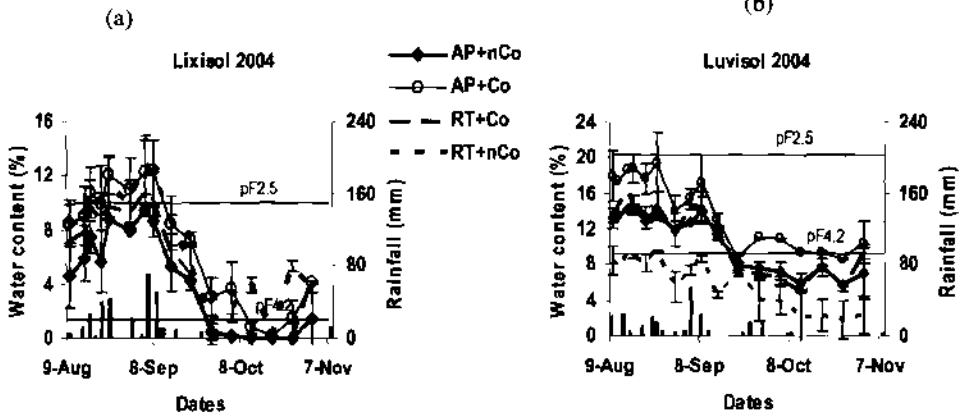 (a)
(b)
Lixisol 2004
AP+nCo
AP+Co
RT+Co
RT+nCo
Luvisol 2004
Water content (%)
16
12
8
4
0
pF2.5
pF4.2
240
160
80
0
Rainfall (mm)
9-Aug
8-Sep
8-Oct
7-Nov
Dates
Water content (%)
24
20
16
12
8
4
0
pF2.5
pF4.2
240
160
80
0
Rainfall (mm)
9-Aug
8-Sep
8-Oct
7-Nov
Dates